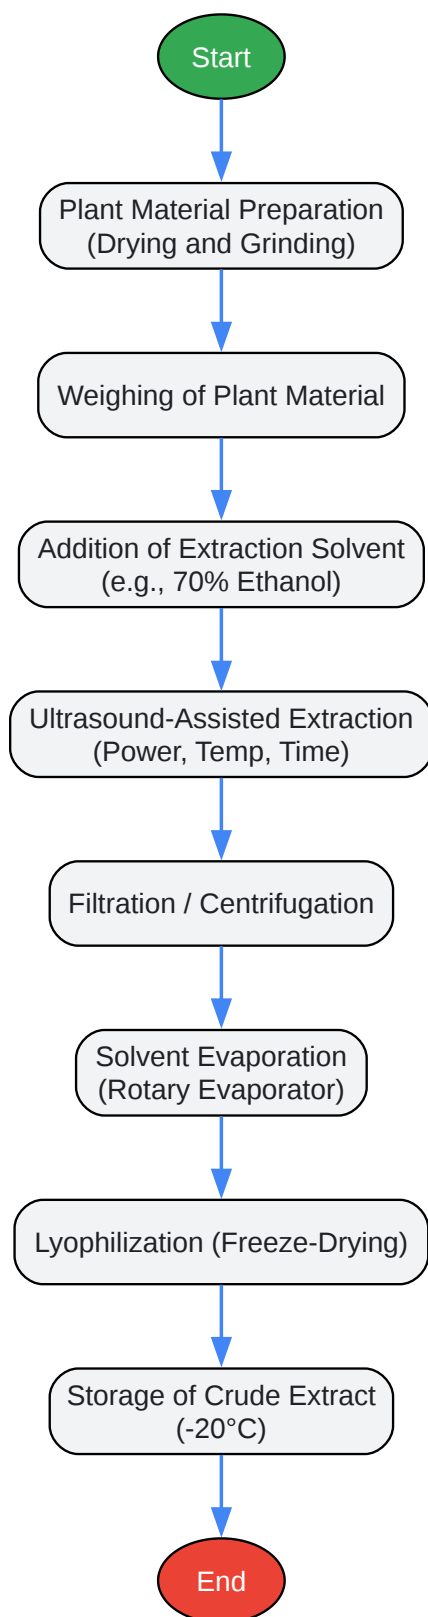 Start
Plant Material Preparation
(Drying and Grinding)
Weighing of Plant Material
Addition of Extraction Solvent
(e.g., 70% Ethanol)
Ultrasound-Assisted Extraction
(Power, Temp, Time)
Filtration / Centrifugation
Solvent Evaporation
(Rotary Evaporator)
Lyophilization (Freeze-Drying)
Storage of Crude Extract
(-20°C)
End